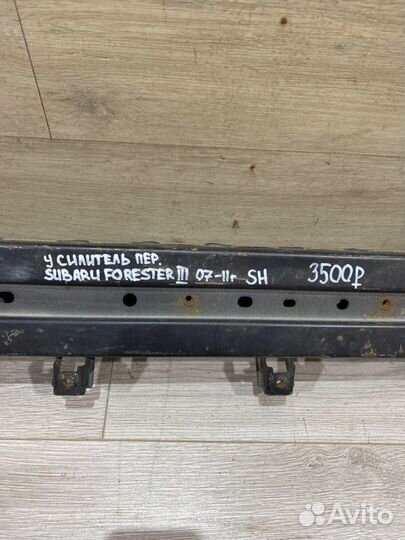 УСИЛИТЕЛЬ ПЕР.
SUBARU FORESTER III 07-11г SH 3500₽
Avito